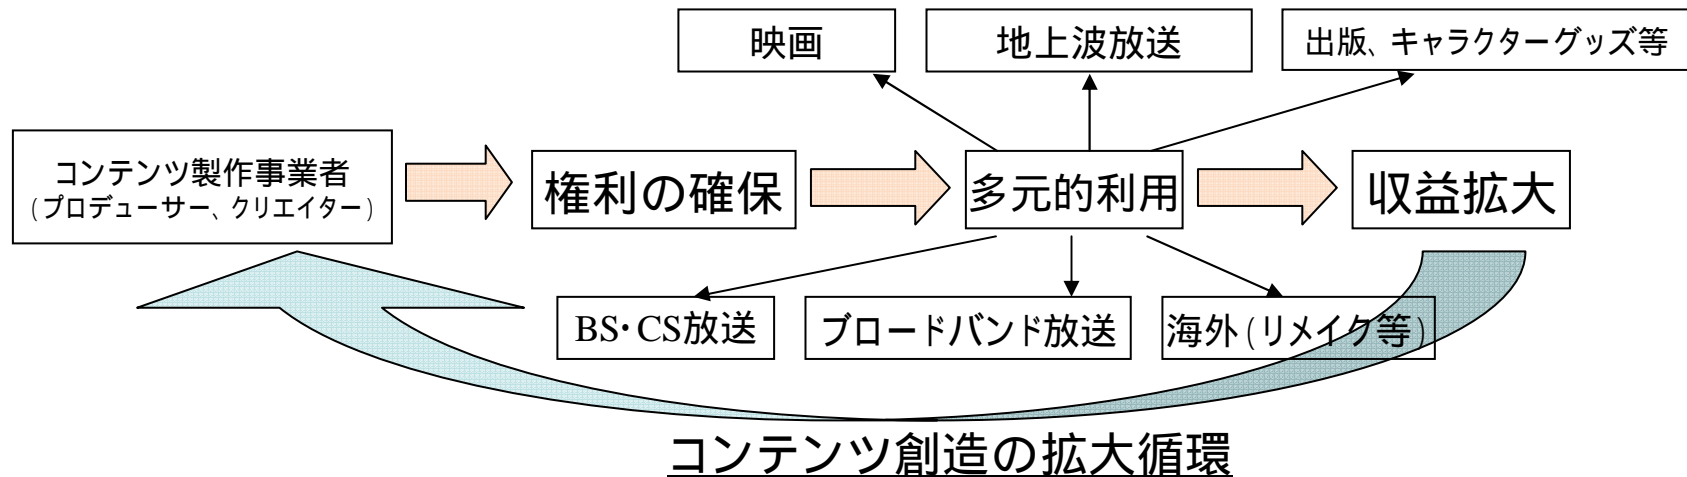 映画
地上波放送
出版、キャラクターグッズ等
コンテンツ製作事業者
(プロデューサー、クリエイター)
権利の確保
多元的利用
収益拡大
BS・CS放送
ブロードバンド放送
海外(リメイク等)
コンテンツ創造の拡大循環